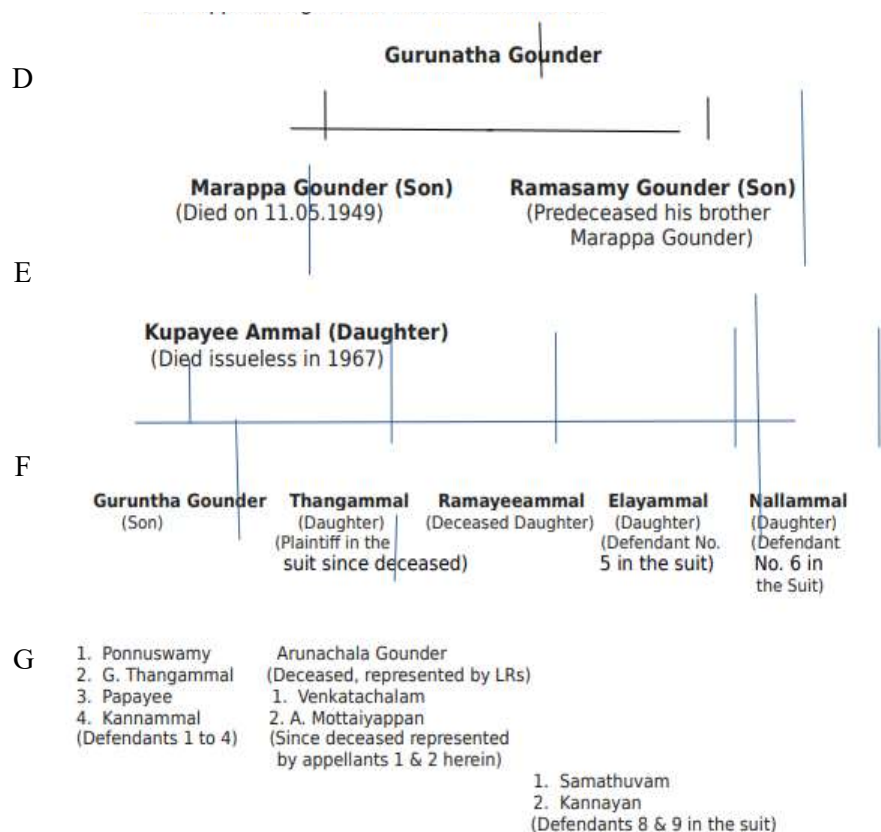 Gurunatha Gounder
D
Marappa Gounder (Son) Ramasamy Gounder (Son)
(Died on 11.05.1949) (Predeceased his brother
Marappa Gounder)
E
Kupayee Ammal (Daughter)
(Died issueless in 1967)
F
Guruntha Gounder Thangammal Ramayeeammal Elayammal Nallammal
(Son) (Daughter) (Deceased Daughter) (Daughter) (Daughter)
(Plaintiff in the (Defendant No. (Defendant
suit since deceased) 5 in the suit) No. 6 in
the Suit)
G
1. Ponnuswamy Arunachala Gounder
2. G. Thangammal (Deceased, represented by LRs)
3. Papayee 1. Venkatachalam
4. Kannammal 2. A. Mottaiyappan
(Defendants 1 to 4) (Since deceased represented
by appellants 1 & 2 herein)
1. Samathuvam
2. Kannayan
(Defendants 8 & 9 in the suit)